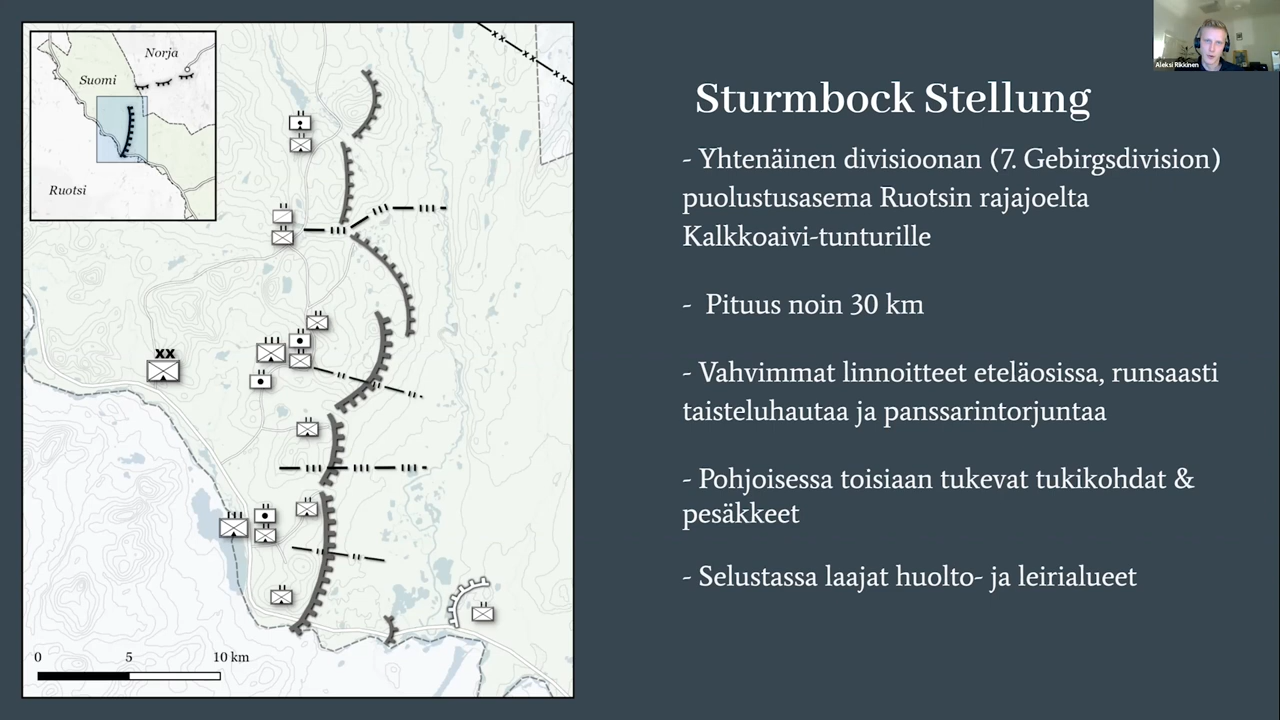 Norja
Suomi
Ruotsi
0 5 10 km
Aleksi Rikkinen
Sturmbock Stellung
- Yhtenäinen divisioonan (7. Gebirgsdivision)
puolustusasema Ruotsin rajajoelta
Kalkkoaivi-tunturille
- Pituus noin 30 km
- Vahvimmat linnoitteet eteläosissa, runsaasti
taisteluhautaa ja panssarintorjuntaa
- Pohjoisessa toisiaan tukevat tukikohdat &
pesäkkeet
- Selustassa laajat huolto- ja leirialueet